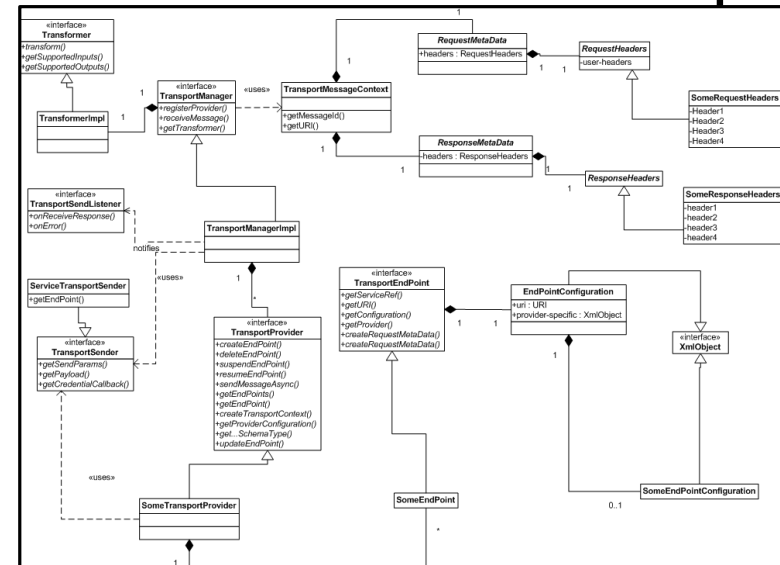 «interface»
Transformer
+transform()
+getSupportedInputs()
+getSupportedOutputs()
1
TransformerImpl
1
«interface»
TransportManager
+registerProvider()
+receiveMessage()
+getTransformer()
«uses»
1
1
TransportMessageContext
+getMessageId()
+getURI()
1
RequestMetaData
+headers : RequestHeaders
1
1
RequestHeaders
-user-headers
SomeRequestHeaders
-Header1
-Header2
-Header3
-Header4
1
ResponseMetaData
-headers : ResponseHeaders
1
1
ResponseHeaders
SomeResponseHeaders
-header1
-header2
-header3
-header4
«interface»
TransportSendListener
+onReceiveResponse()
+onError()
notifies
TransportManagerImpl
1
*
«uses»
ServiceTransportSender
+getEndPoint()
«interface»
TransportSender
+getSendParams()
+getPayload()
+getCredentialCallback()
«interface»
TransportProvider
+createEndPoint()
+deleteEndPoint()
+suspendEndPoint()
+resumeEndPoint()
+sendMessageAsync()
+getEndPoints()
+getEndPoint()
+createTransportContext()
+getProviderConfiguration()
+get...SchemaType()
+updateEndPoint()
«interface»
TransportEndPoint
+getServiceRef()
+getURI()
+getConfiguration()
+getProvider()
+createRequestMetaData()
+createRequestMetaData()
1
1
EndPointConfiguration
+uri : URI
+provider-specific : XmlObject
1
«interface»
XmlObject
«uses»
SomeTransportProvider
1
SomeEndPoint
*
SomeEndPointConfiguration
0..1